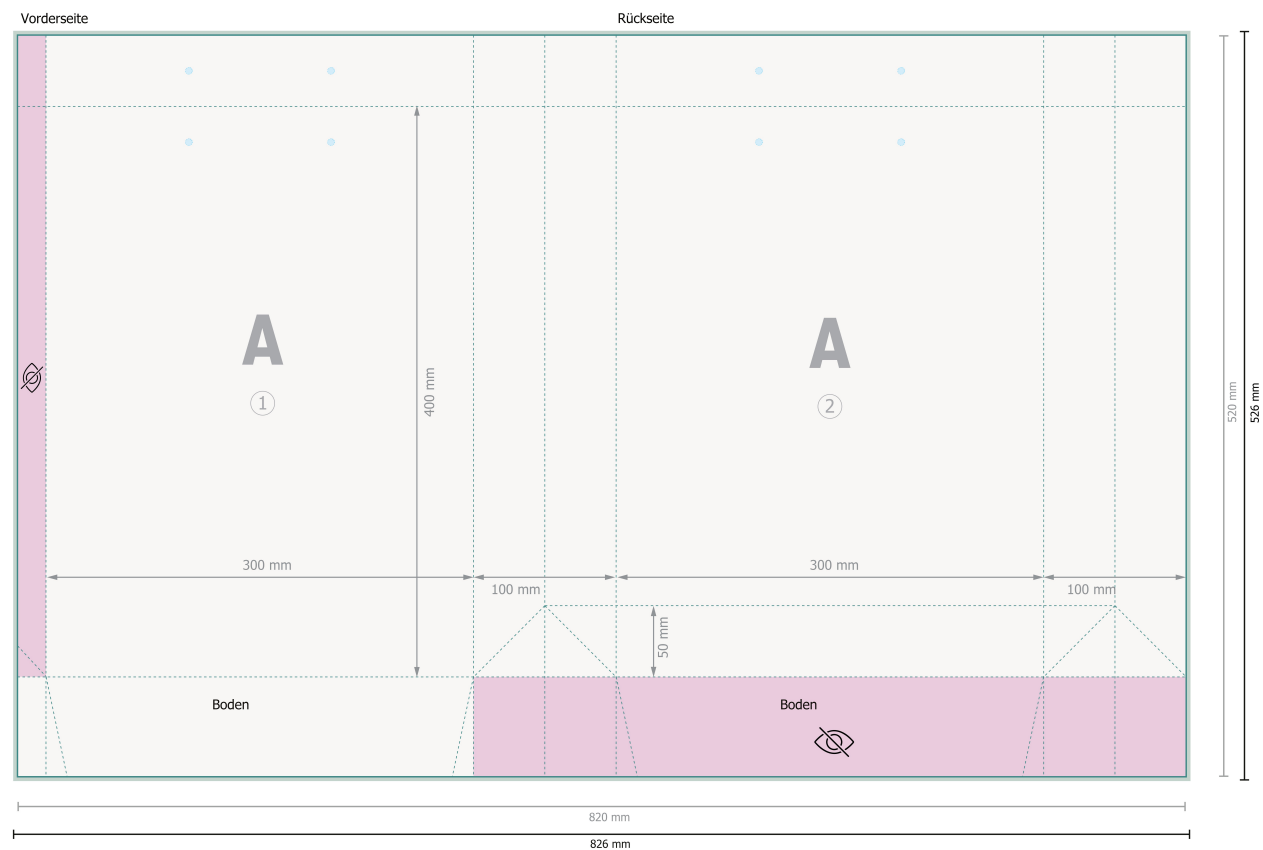 Vorderseite
Rückseite
A
1
A
2
400 mm
520 mm
526 mm
300 mm
100 mm
300 mm
100 mm
50 mm
Boden
Boden
820 mm
826 mm